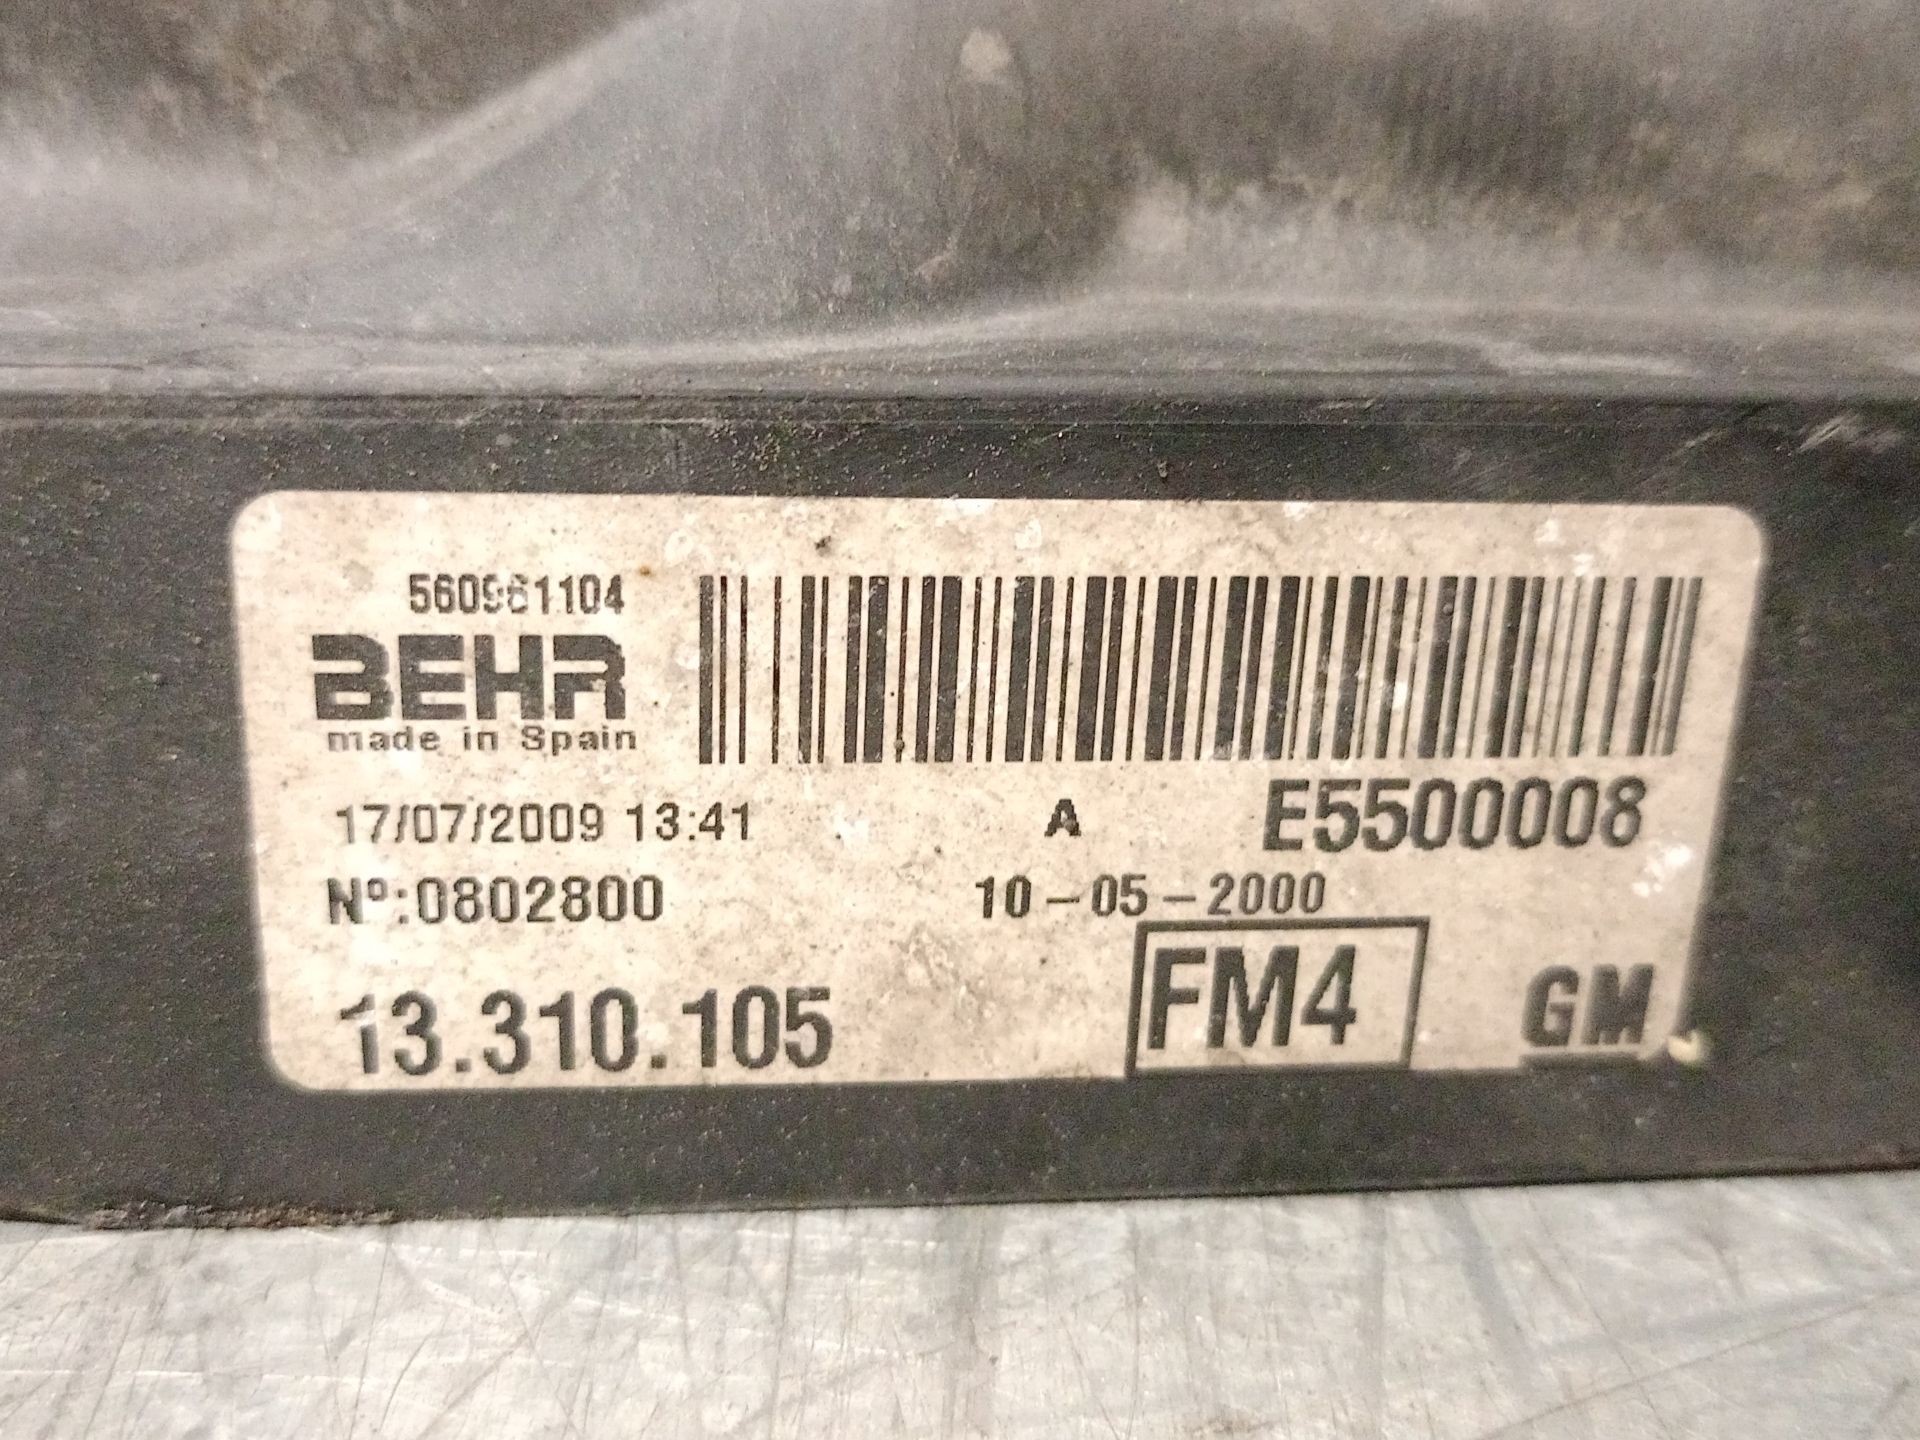 560961104
BEHR
made in Spain
17/07/2009 13:41 A E5500008
Nº:0802800 10-05-2000
13.310.105 FM4 GM